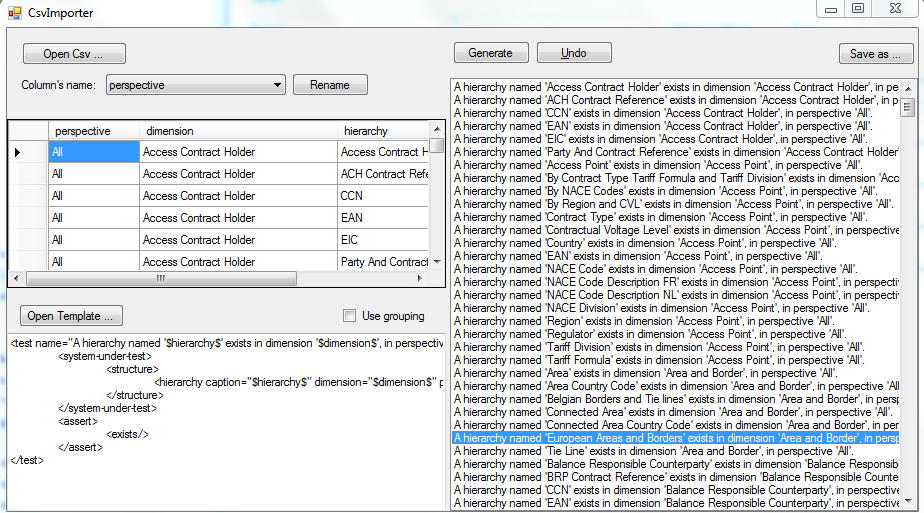 CsvImporter
Open Csv ...
Column's name:
perspective
Rename
perspective dimension hierarchy
All Access Contract Holder Access Contract H
All Access Contract Holder ACH Contract Refe
All Access Contract Holder CCN
All Access Contract Holder EAN
All Access Contract Holder EIC
All Access Contract Holder Party And Contract
Open Template ...
Use grouping
<test name="A hierarchy named '$hierarchy$' exists in dimension '$dimension$', in perspectiv
<system-under-test>
<structure>
<hierarchy caption="$hierarchy$" dimension="$dimension$" p
</structure>
</system-under-test>
<assert>
<exists/>
</assert>
</test>
Generate
Undo
Save as ...
A hierarchy named 'Access Contract Holder' exists in dimension 'Access Contract Holder', in pe
A hierarchy named 'ACH Contract Reference' exists in dimension 'Access Contract Holder', in p
A hierarchy named 'CCN' exists in dimension 'Access Contract Holder', in perspective 'All'.
A hierarchy named 'EAN' exists in dimension 'Access Contract Holder', in perspective 'All'.
A hierarchy named 'EIC' exists in dimension 'Access Contract Holder', in perspective 'All'.
A hierarchy named 'Party And Contract Reference' exists in dimension 'Access Contract Holder'
A hierarchy named 'Access Point' exists in dimension 'Access Point', in perspective 'All'.
A hierarchy named 'By Contract Type Tariff Formula and Tariff Division' exists in dimension 'Acc
A hierarchy named 'By NACE Codes' exists in dimension 'Access Point', in perspective 'All'.
A hierarchy named 'By Region and CVL' exists in dimension 'Access Point', in perspective 'All'.
A hierarchy named 'Contract Type' exists in dimension 'Access Point', in perspective 'All'.
A hierarchy named 'Contractual Voltage Level' exists in dimension 'Access Point', in perspective
A hierarchy named 'Country' exists in dimension 'Access Point', in perspective 'All'.
A hierarchy named 'EAN' exists in dimension 'Access Point', in perspective 'All'.
A hierarchy named 'NACE Code' exists in dimension 'Access Point', in perspective 'All'.
A hierarchy named 'NACE Code Description FR' exists in dimension 'Access Point', in perspec
A hierarchy named 'NACE Code Description NL' exists in dimension 'Access Point', in perspec
A hierarchy named 'NACE Division' exists in dimension 'Access Point', in perspective 'All'.
A hierarchy named 'Region' exists in dimension 'Access Point', in perspective 'All'.
A hierarchy named 'Regulator' exists in dimension 'Access Point', in perspective 'All'.
A hierarchy named 'Tariff Division' exists in dimension 'Access Point', in perspective 'All'.
A hierarchy named 'Tariff Formula' exists in dimension 'Access Point', in perspective 'All'.
A hierarchy named 'Area' exists in dimension 'Area and Border', in perspective 'All'.
A hierarchy named 'Area Country Code' exists in dimension 'Area and Border', in perspective 'All
A hierarchy named 'Belgian Borders and Tie lines' exists in dimension 'Area and Border', in persp
A hierarchy named 'Connected Area' exists in dimension 'Area and Border', in perspective 'All'.
A hierarchy named 'Connected Area Country Code' exists in dimension 'Area and Border', in per
A hierarchy named 'European Areas and Borders' exists in dimension 'Area and Border', in persp
A hierarchy named 'Tie Line' exists in dimension 'Area and Border', in perspective 'All'.
A hierarchy named 'Balance Responsible Counterparty' exists in dimension 'Balance Responsib
A hierarchy named 'BRP Contract Reference' exists in dimension 'Balance Responsible Counter
A hierarchy named 'CCN' exists in dimension 'Balance Responsible Counterparty', in perspective
A hierarchy named 'EAN' exists in dimension 'Balance Responsible Counterparty', in perspective